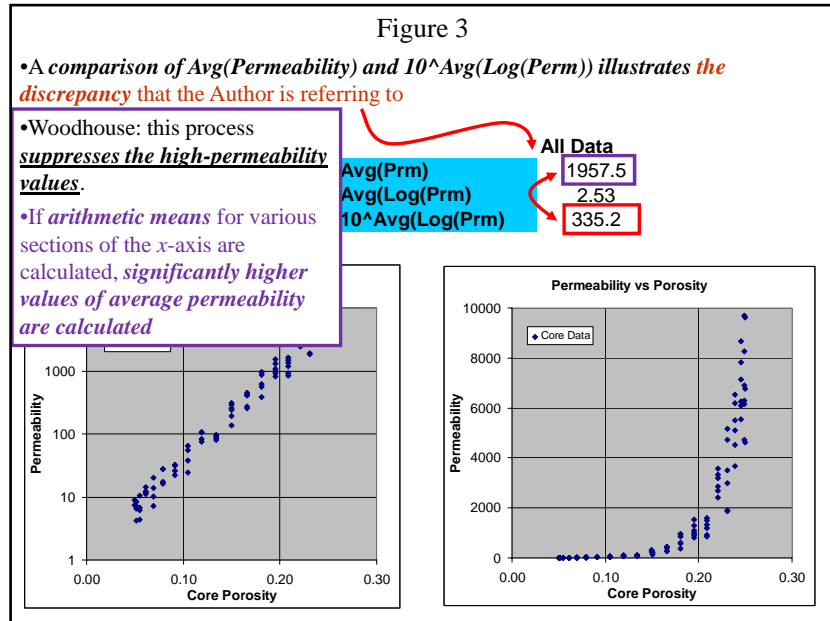 Figure 3
•A comparison of Avg(Permeability) and 10^Avg(Log(Perm)) illustrates the
discrepancy that the Author is referring to
•Woodhouse: this process
suppresses the high-permeability
values.
•If arithmetic means for various
sections of the x-axis are
calculated, significantly higher
values of average permeability
are calculated
All Data
Avg(Prm) 1957.5
Avg(Log(Prm) 2.53
10^Avg(Log(Prm) 335.2
1000
100
10
1
Permeability
0.00 0.10 0.20 0.30
Core Porosity
Permeability vs Porosity
Core Data
10000
8000
6000
4000
2000
0
Permeability
0.00 0.10 0.20 0.30
Core Porosity